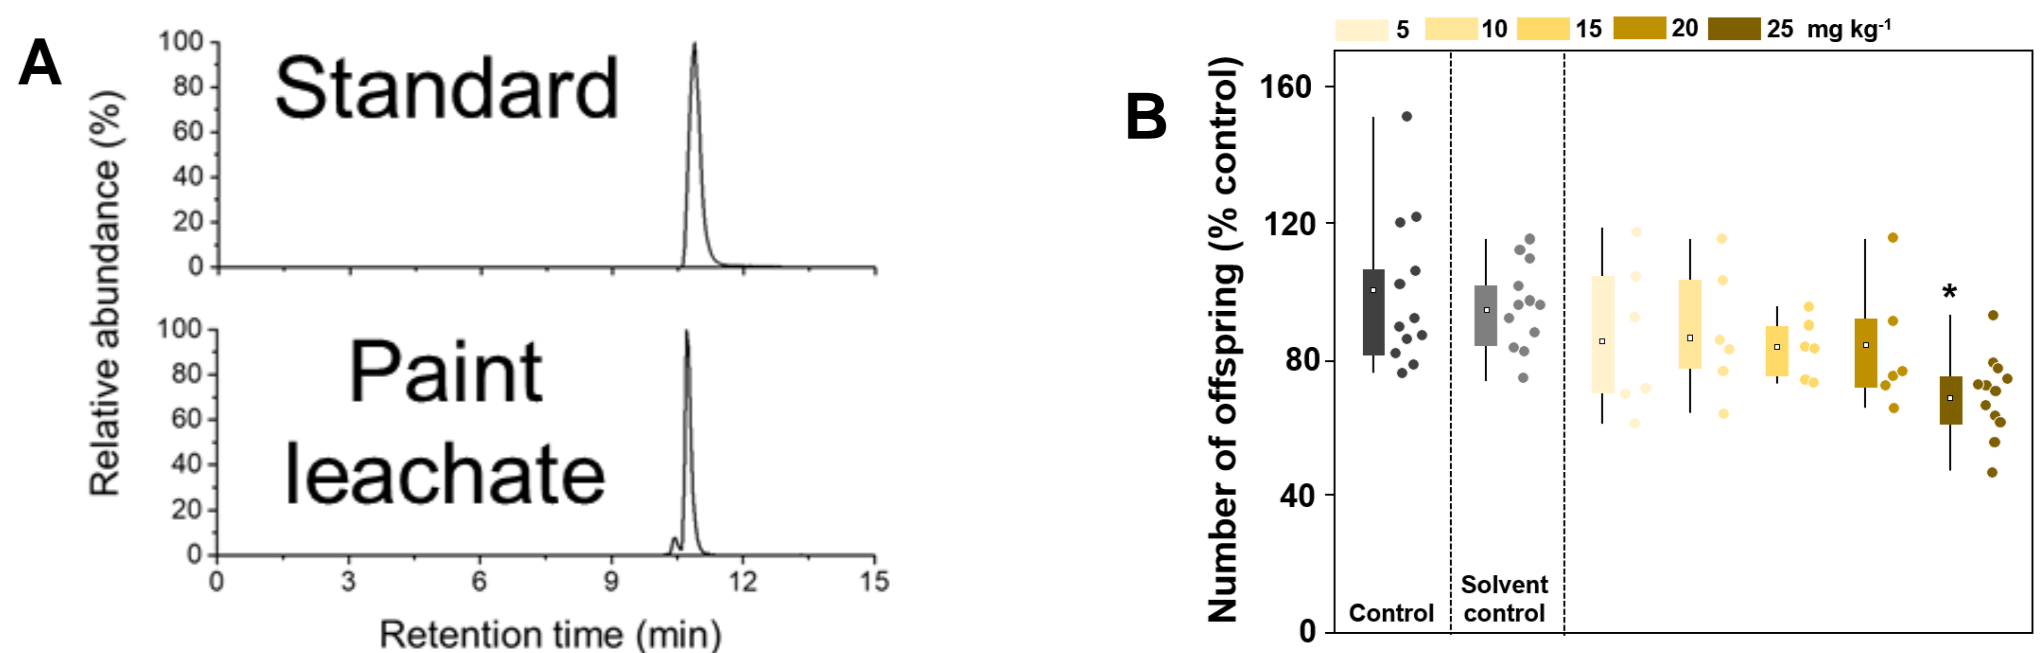 A
Relative abundance (%)
100
80
60
40
20
0
Standard
100
80
60
40
20
0
Paint
leachate
0 3 6 9 12 15
Retention time (min)
B
5 10 15 20 25 mg kg⁻¹
Number of offspring (% control)
160
120
80
40
0
*
Control
Solvent
control